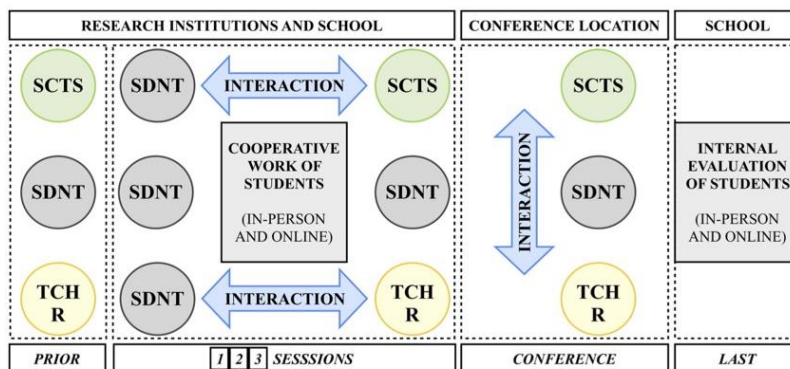 RESEARCH INSTITUTIONS AND SCHOOL
CONFERENCE LOCATION
SCHOOL
SCTS
SDNT
INTERACTION
SCTS
SCTS
COOPERATIVE
WORK OF
STUDENTS
(IN-PERSON
AND ONLINE)
INTERACTION
INTERNAL
EVALUATION
OF STUDENTS
(IN-PERSON
AND ONLINE)
SDNT
SDNT
SDNT
SDNT
TCH
R
SDNT
INTERACTION
TCH
R
TCH
R
PRIOR
1 2 3 SESSSIONS
CONFERENCE
LAST